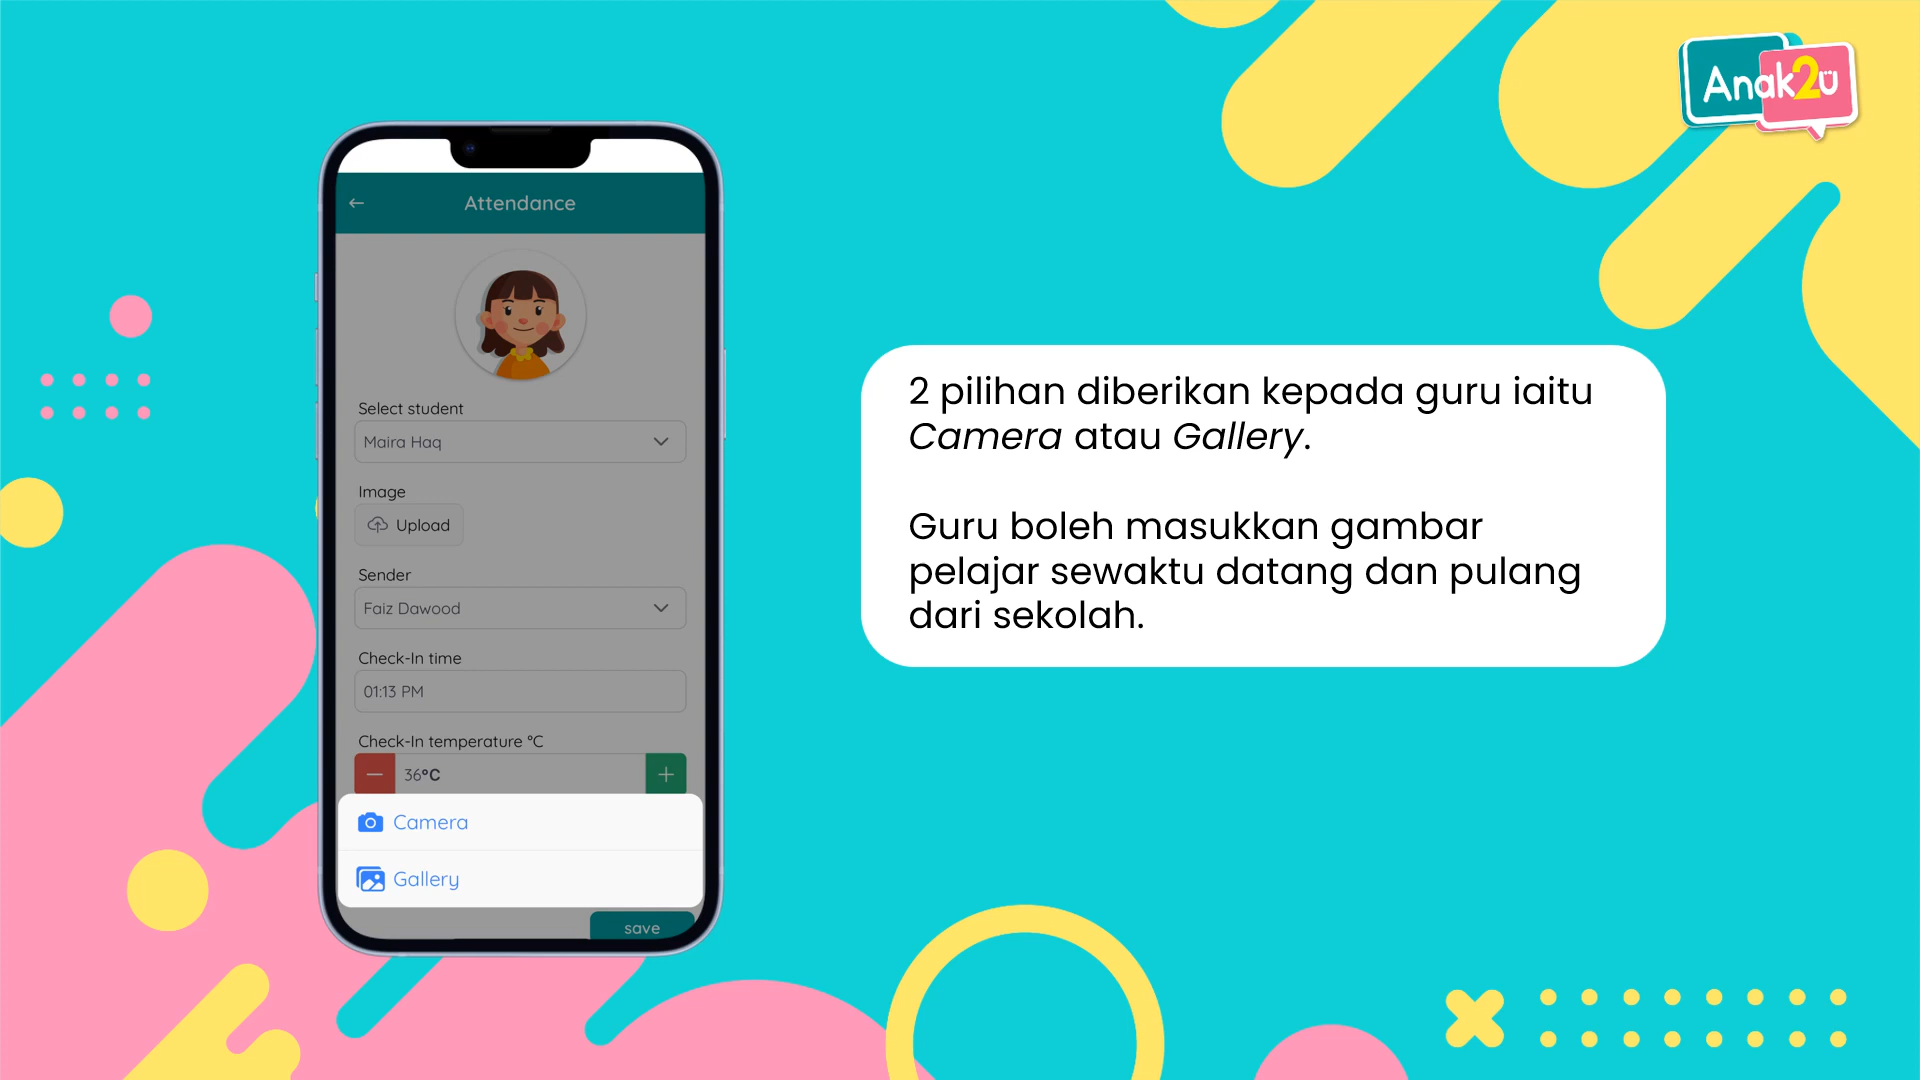 Anak2U
Attendance
Select student
Maira Haq
Image
Upload
Sender
Faiz Dawood
Check-In time
01:13 PM
Check-In temperature °C
36°C
Camera
Gallery
save
2 pilihan diberikan kepada guru iaitu
Camera atau Gallery.
Guru boleh masukkan gambar
pelajar sewaktu datang dan pulang
dari sekolah.